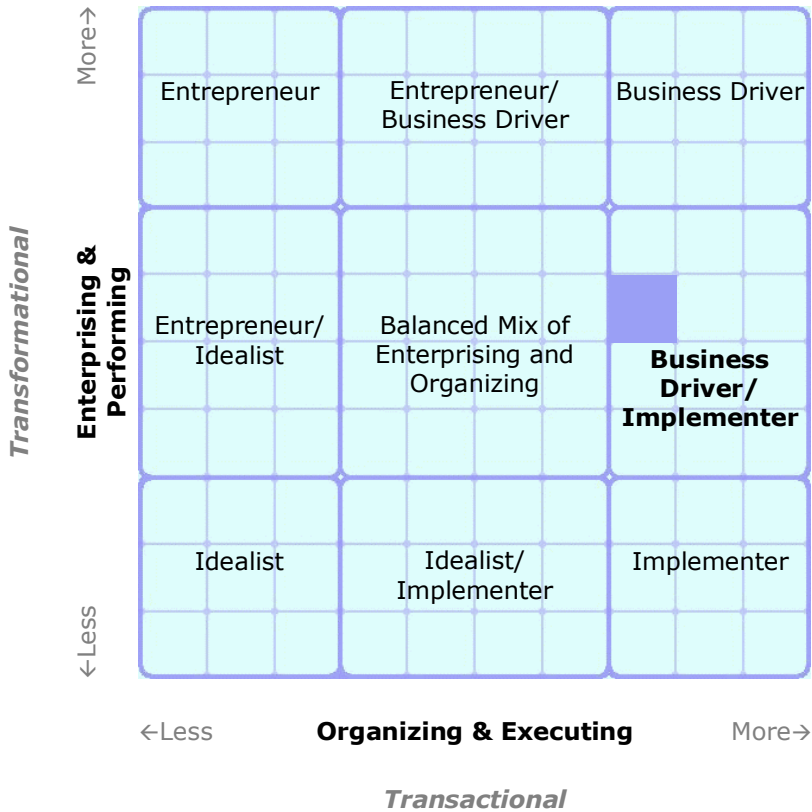 More→
Entrepreneur
Entrepreneur/
Business Driver
Business Driver
Transformational
Enterprising &
Performing
Entrepreneur/
Idealist
Balanced Mix of
Enterprising and
Organizing
Business
Driver/
Implementer
Idealist
Idealist/
Implementer
Implementer
←Less
←Less
Organizing & Executing
More→
Transactional